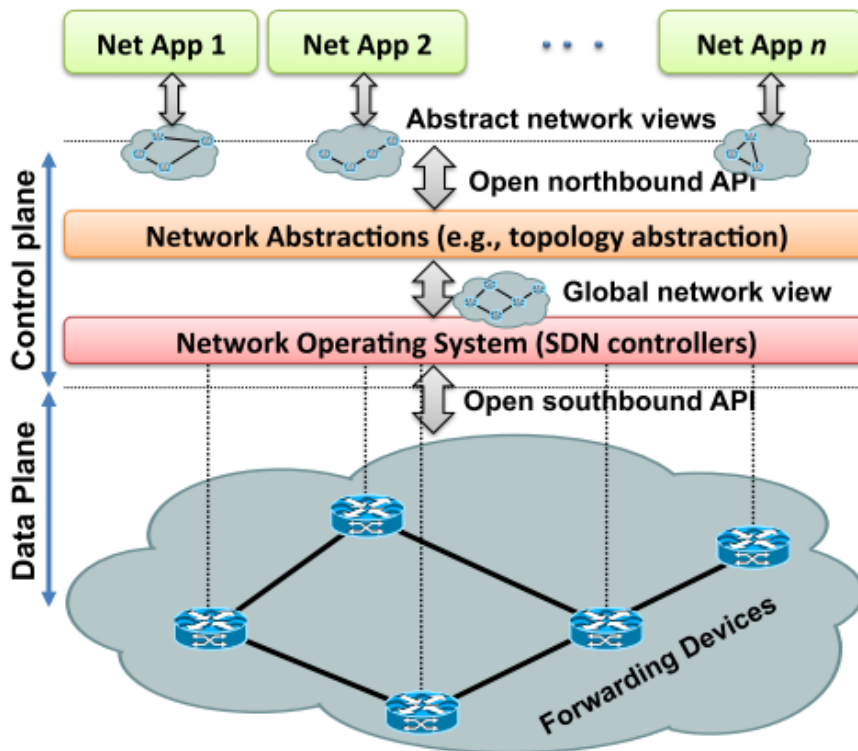 Net App 1
Net App 2
Net App n
Abstract network views
Open northbound API
Network Abstractions (e.g., topology abstraction)
Global network view
Network Operating System (SDN controllers)
Open southbound API
Control plane
Data Plane
Forwarding Devices